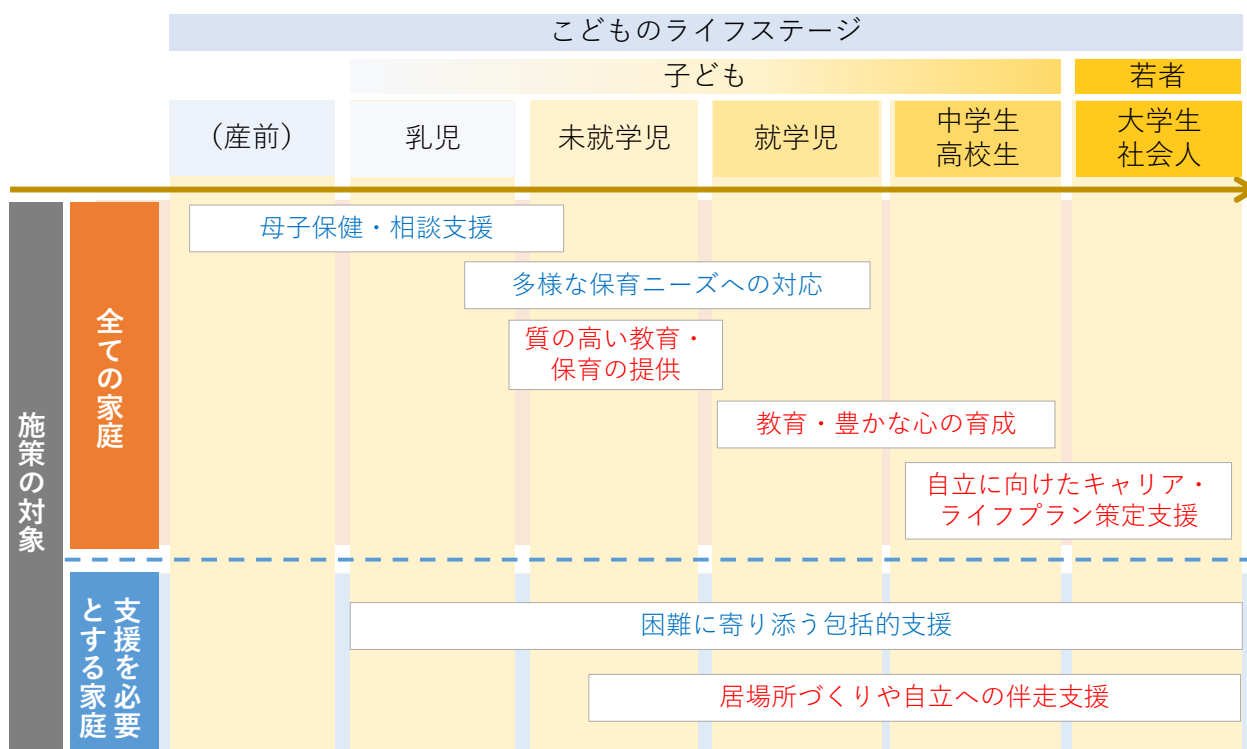 こどものライフステージ
子ども
若者
（産前）
乳児
未就学児
就学児
中学生
高校生
大学生
社会人
施策の対象
全ての家庭
母子保健・相談支援
多様な保育ニーズへの対応
質の高い教育・
保育の提供
教育・豊かな心の育成
自立に向けたキャリア・
ライフプラン策定支援
支援を必要
とする家庭
困難に寄り添う包括的支援
居場所づくりや自立への伴走支援